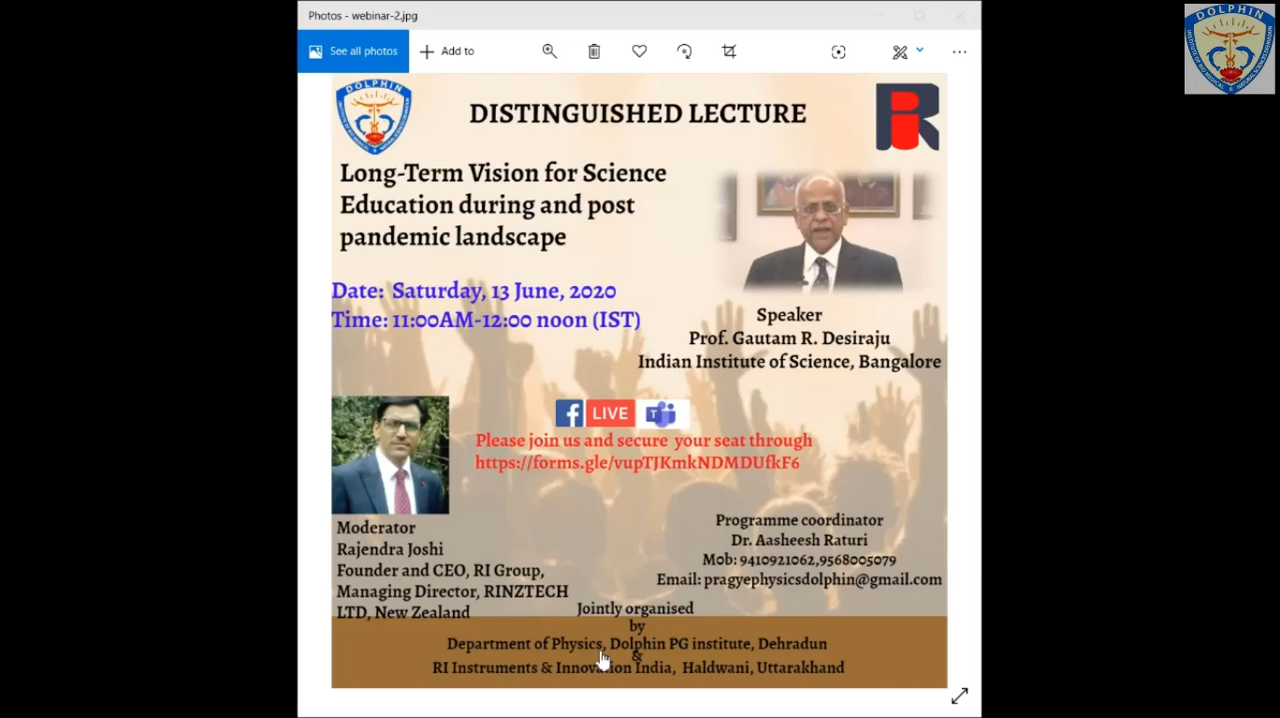 Photos - webinar-2.jpg
See all photos
Add to
DOLPHIN
DOLPHIN
DISTINGUISHED LECTURE
R
Long-Term Vision for Science
Education during and post
pandemic landscape
Date: Saturday, 13 June, 2020
Time: 11:00AM-12:00 noon (IST)
Speaker
Prof. Gautam R. Desiraju
Indian Institute of Science, Bangalore
f LIVE T
Please join us and secure your seat through
https://forms.gle/vupTJKmkNDMDUfkF6
Moderator
Rajendra Joshi
Founder and CEO, RI Group,
Managing Director, RINZTECH
LTD, New Zealand
Programme coordinator
Dr. Aasheesh Raturi
Mob: 9410921062,9568005079
Email: pragyephysicsdolphin@gmail.com
Jointly organised
by
Department of Physics, Dolphin PG institute, Dehradun
&
RI Instruments & Innovation India, Haldwani, Uttarakhand